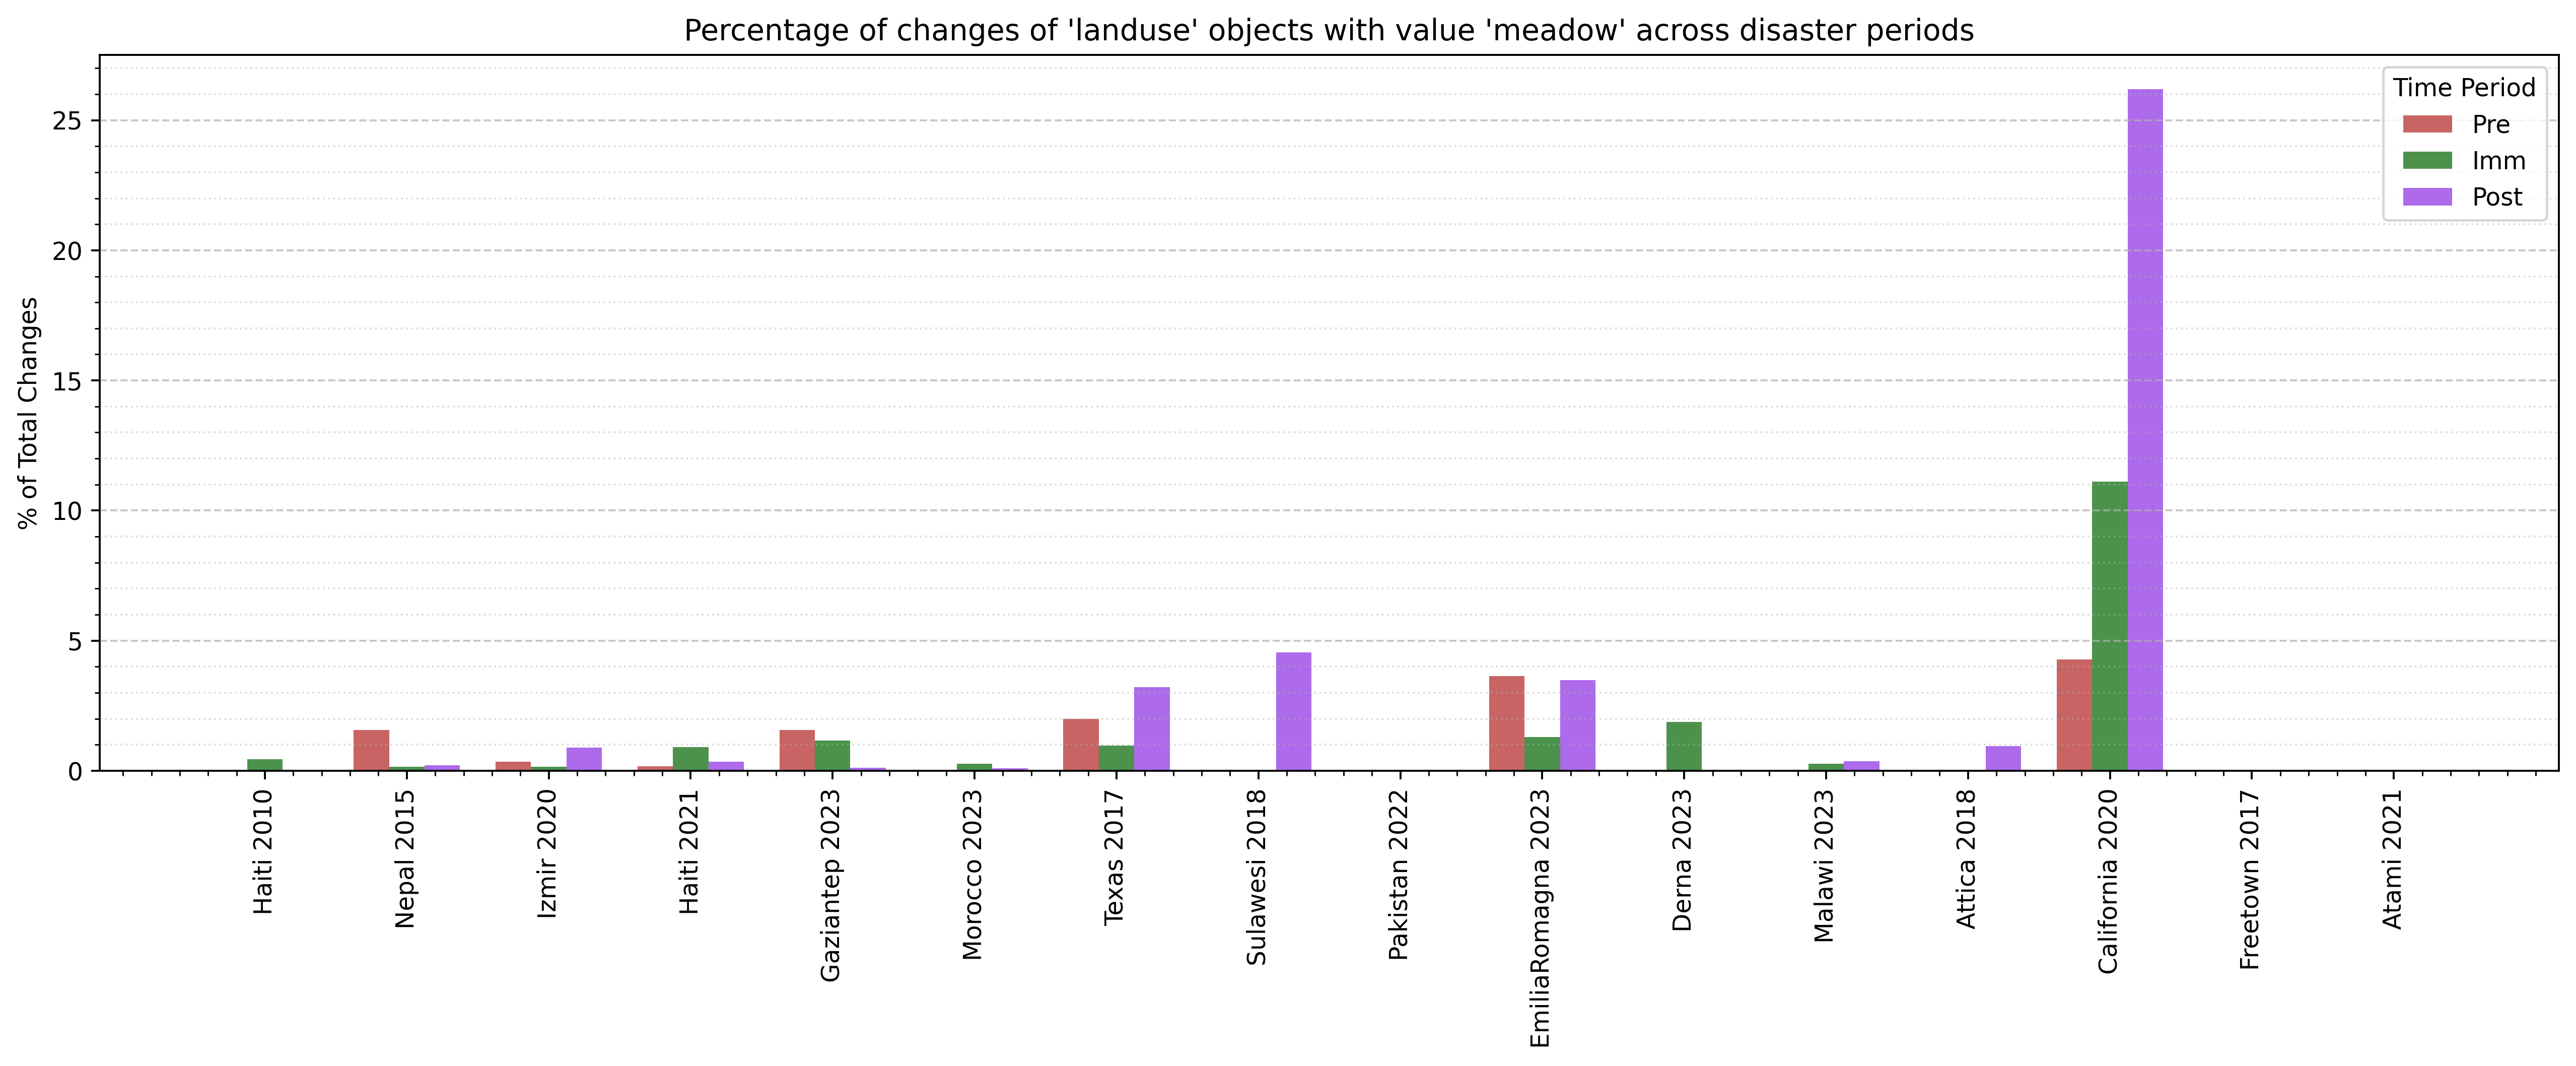 Percentage of changes of 'landuse' objects with value 'meadow' across disaster periods
% of Total Changes
25
20
15
10
5
0
Time Period
Pre
Imm
Post
Haiti 2010
Nepal 2015
Izmir 2020
Haiti 2021
Gaziantep 2023
Morocco 2023
Texas 2017
Sulawesi 2018
Pakistan 2022
EmiliaRomagna 2023
Derna 2023
Malawi 2023
Attica 2018
California 2020
Freetown 2017
Atami 2021